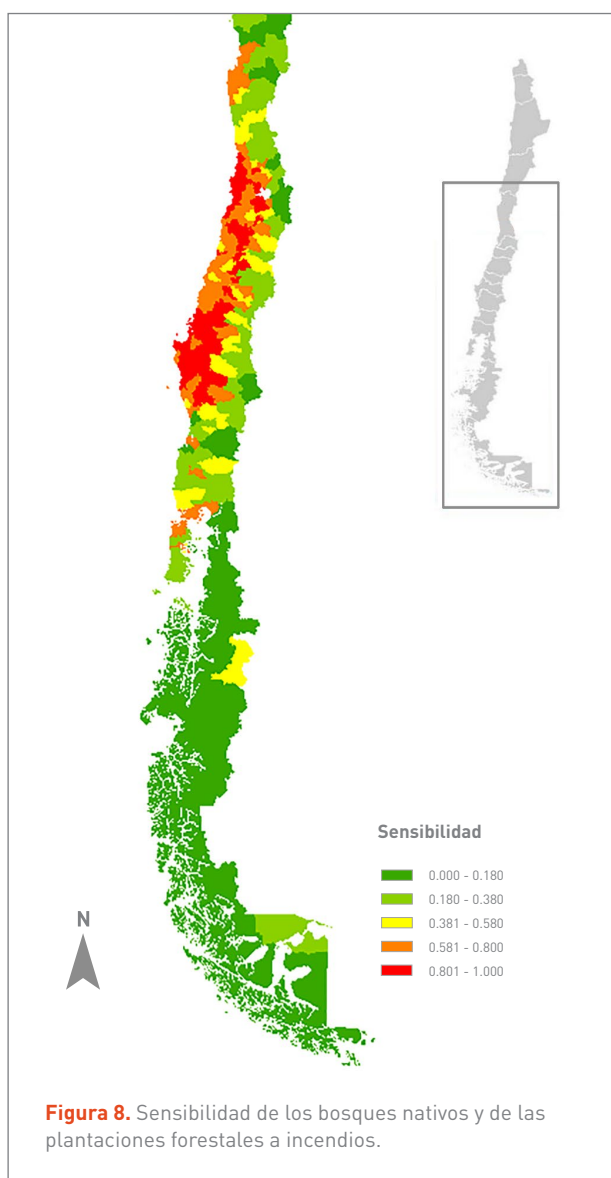 Sensibilidad
0.000 - 0.180
0.180 - 0.380
0.381 - 0.580
0.581 - 0.800
0.801 - 1.000
N
Figura 8. Sensibilidad de los bosques nativos y de las
plantaciones forestales a incendios.